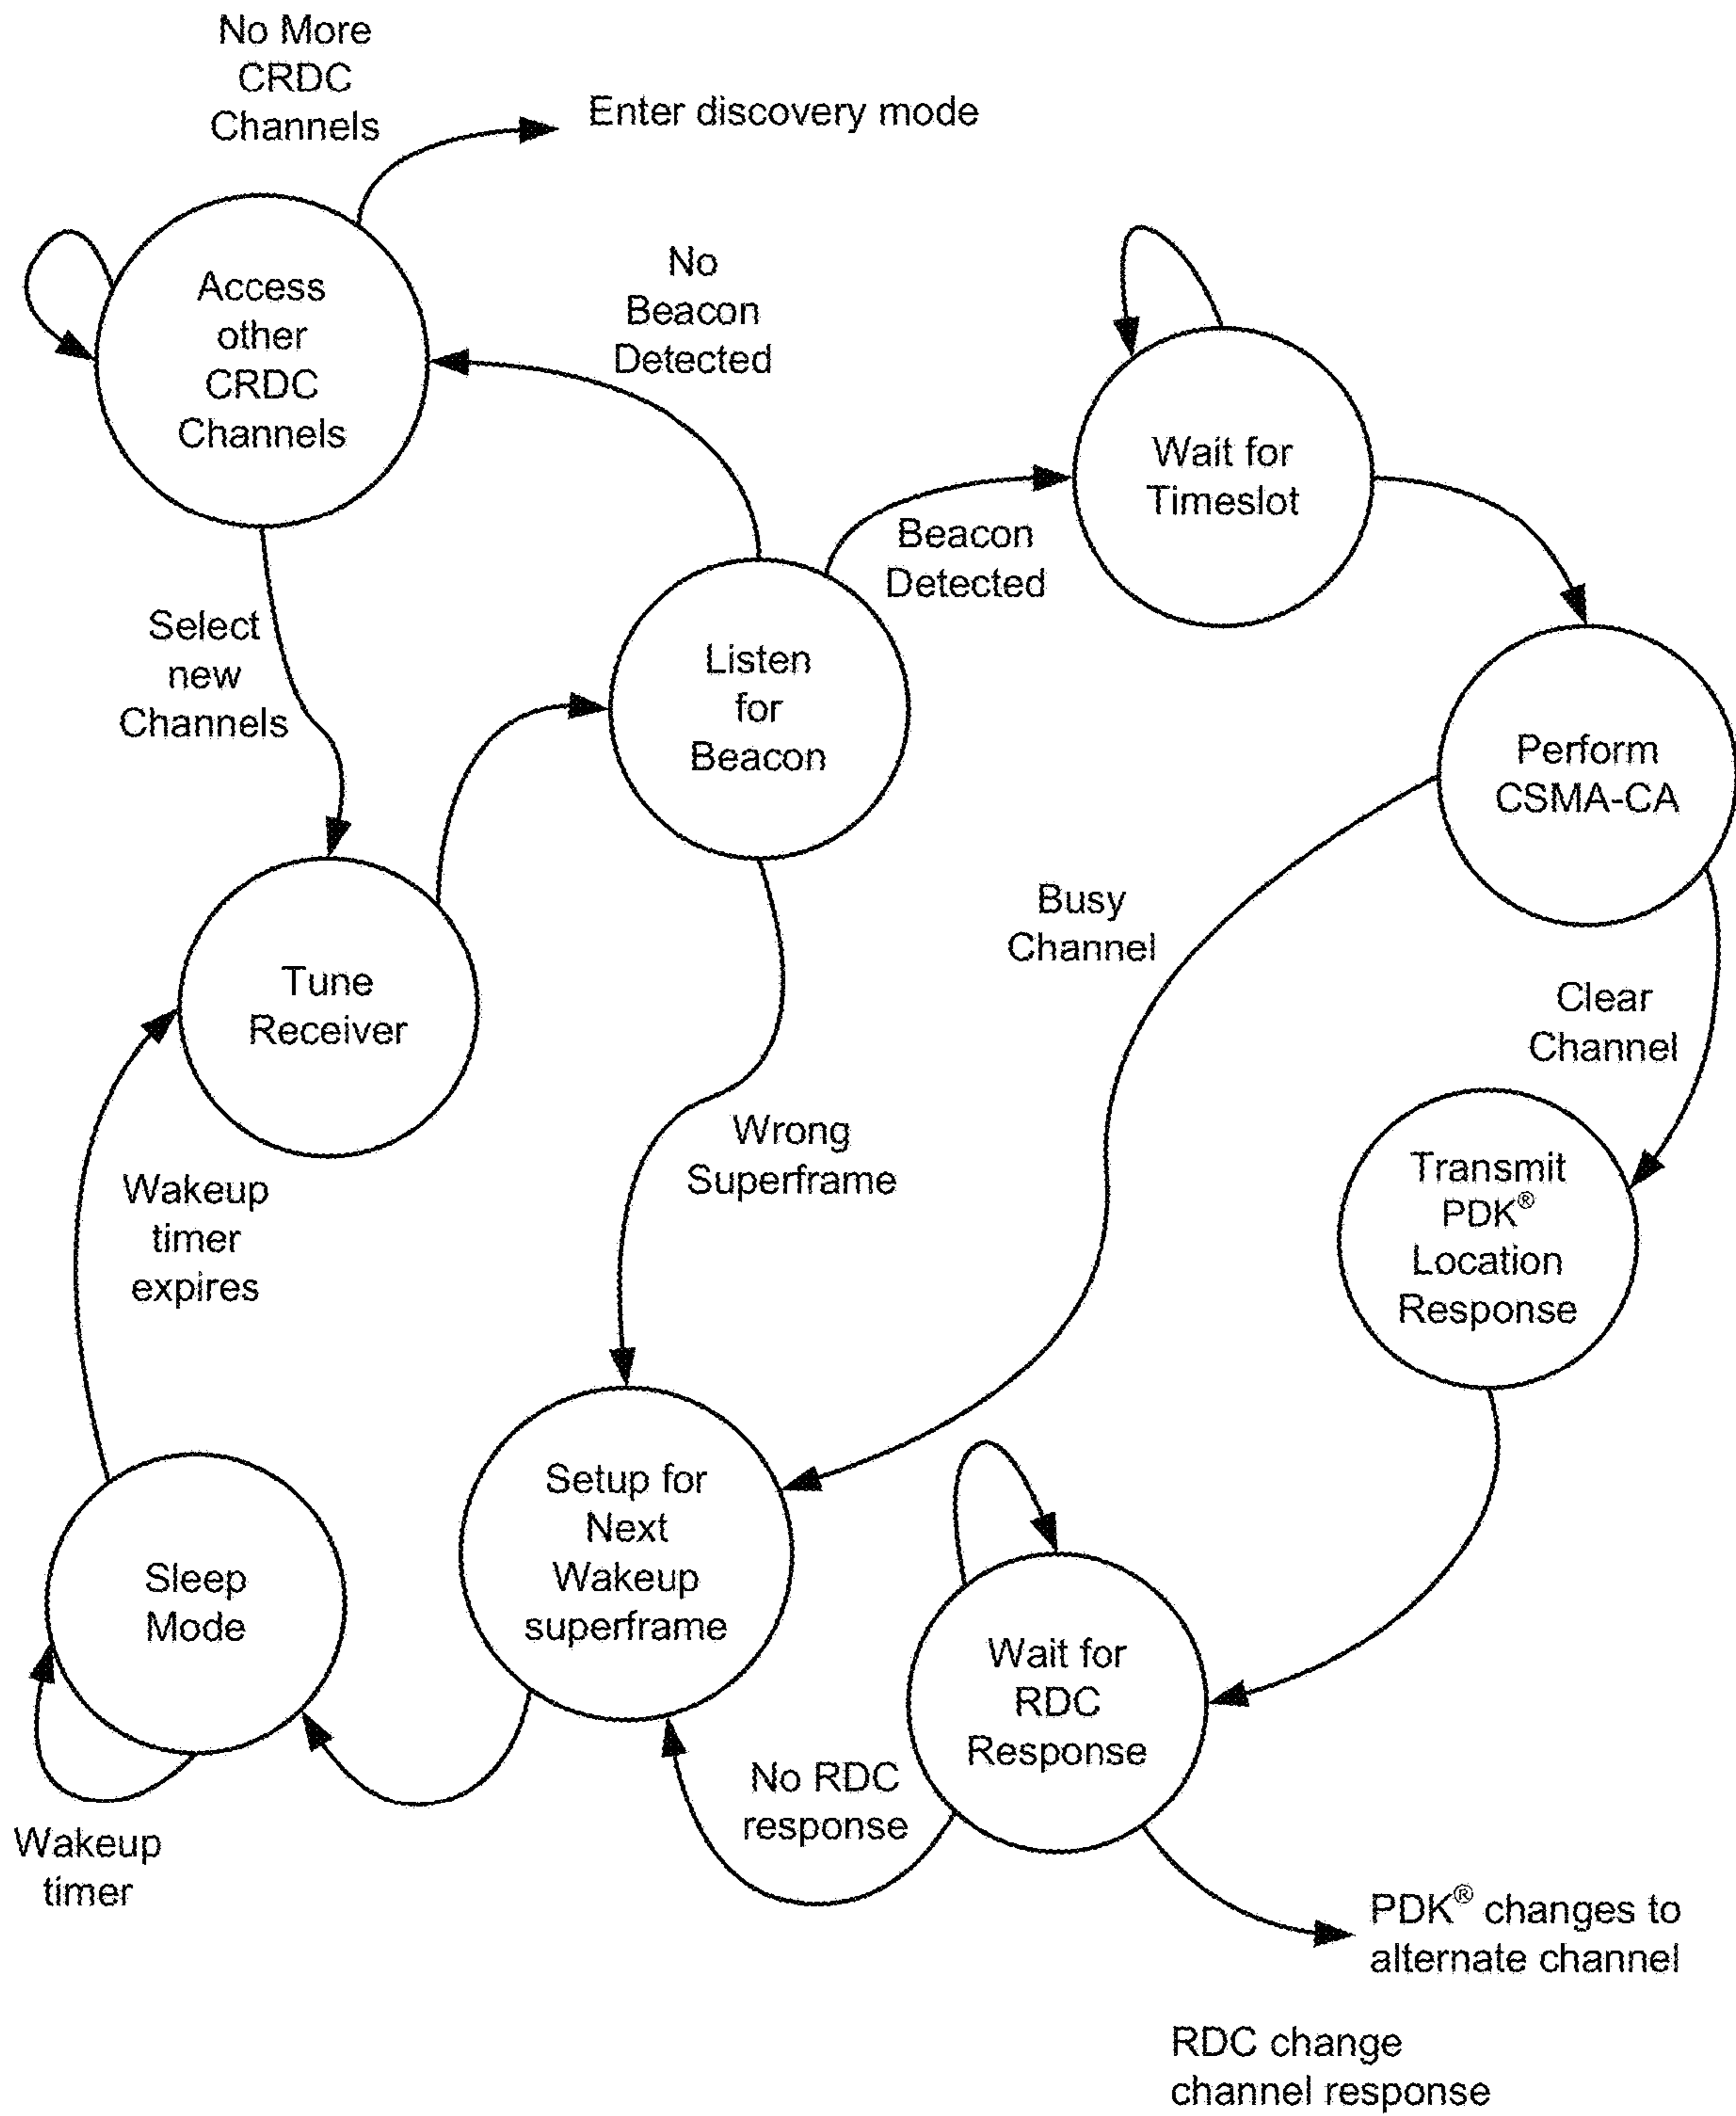 No More
CRDC
Channels
Enter discovery mode
Access
other
CRDC
Channels
No
Beacon
Detected
Wait for
Timeslot
Beacon
Detected
Select
new
Channels
Listen
for
Beacon
Perform
CSMA-CA
Busy
Channel
Tune
Receiver
Clear
Channel
Wrong
Superframe
Wakeup
timer
expires
Transmit
PDK®
Location
Response
Setup for
Next
Wakeup
superframe
Sleep
Mode
Wait for
RDC
Response
No RDC
response
Wakeup
timer
PDK® changes to
alternate channel
RDC change
channel response